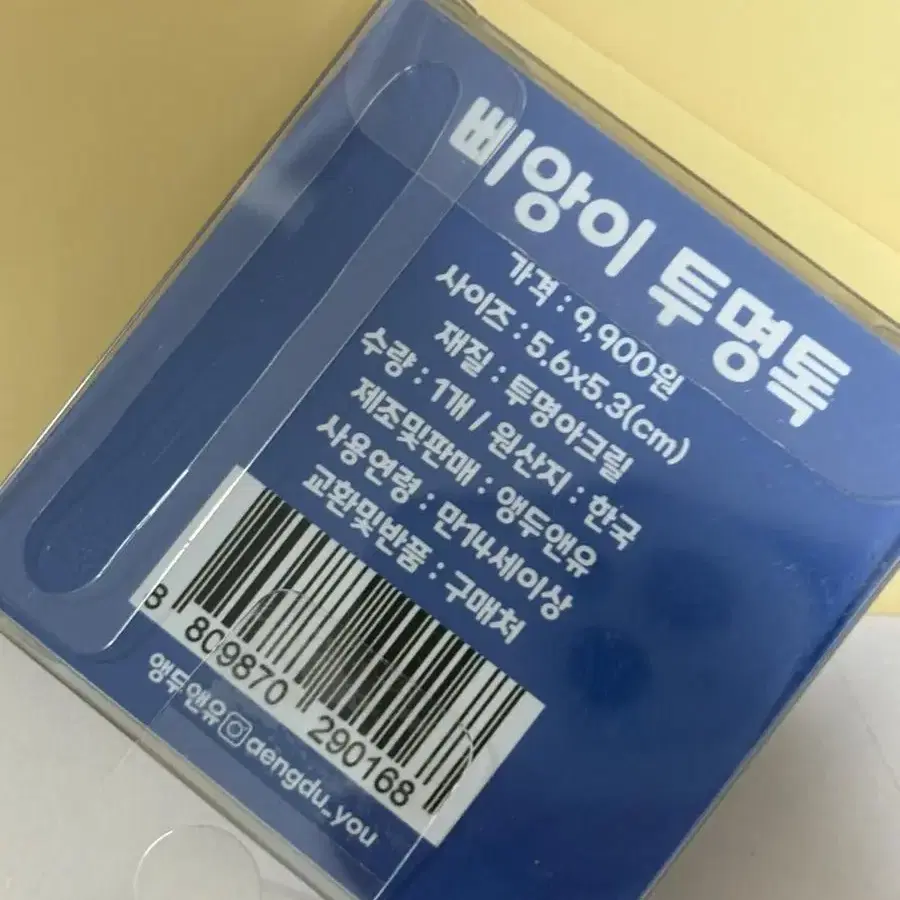 삐앙이 투명톡
가격 : 9,900원
사이즈 : 5.6x5.3(cm)
재질 : 투명아크릴
수량 : 1개 / 원산지 : 한국
제조및판매 : 앵두앤유
사용연령 : 만14세이상
교환및반품 : 구매처
8 809870 290168
앵두앤유 aengdu_you